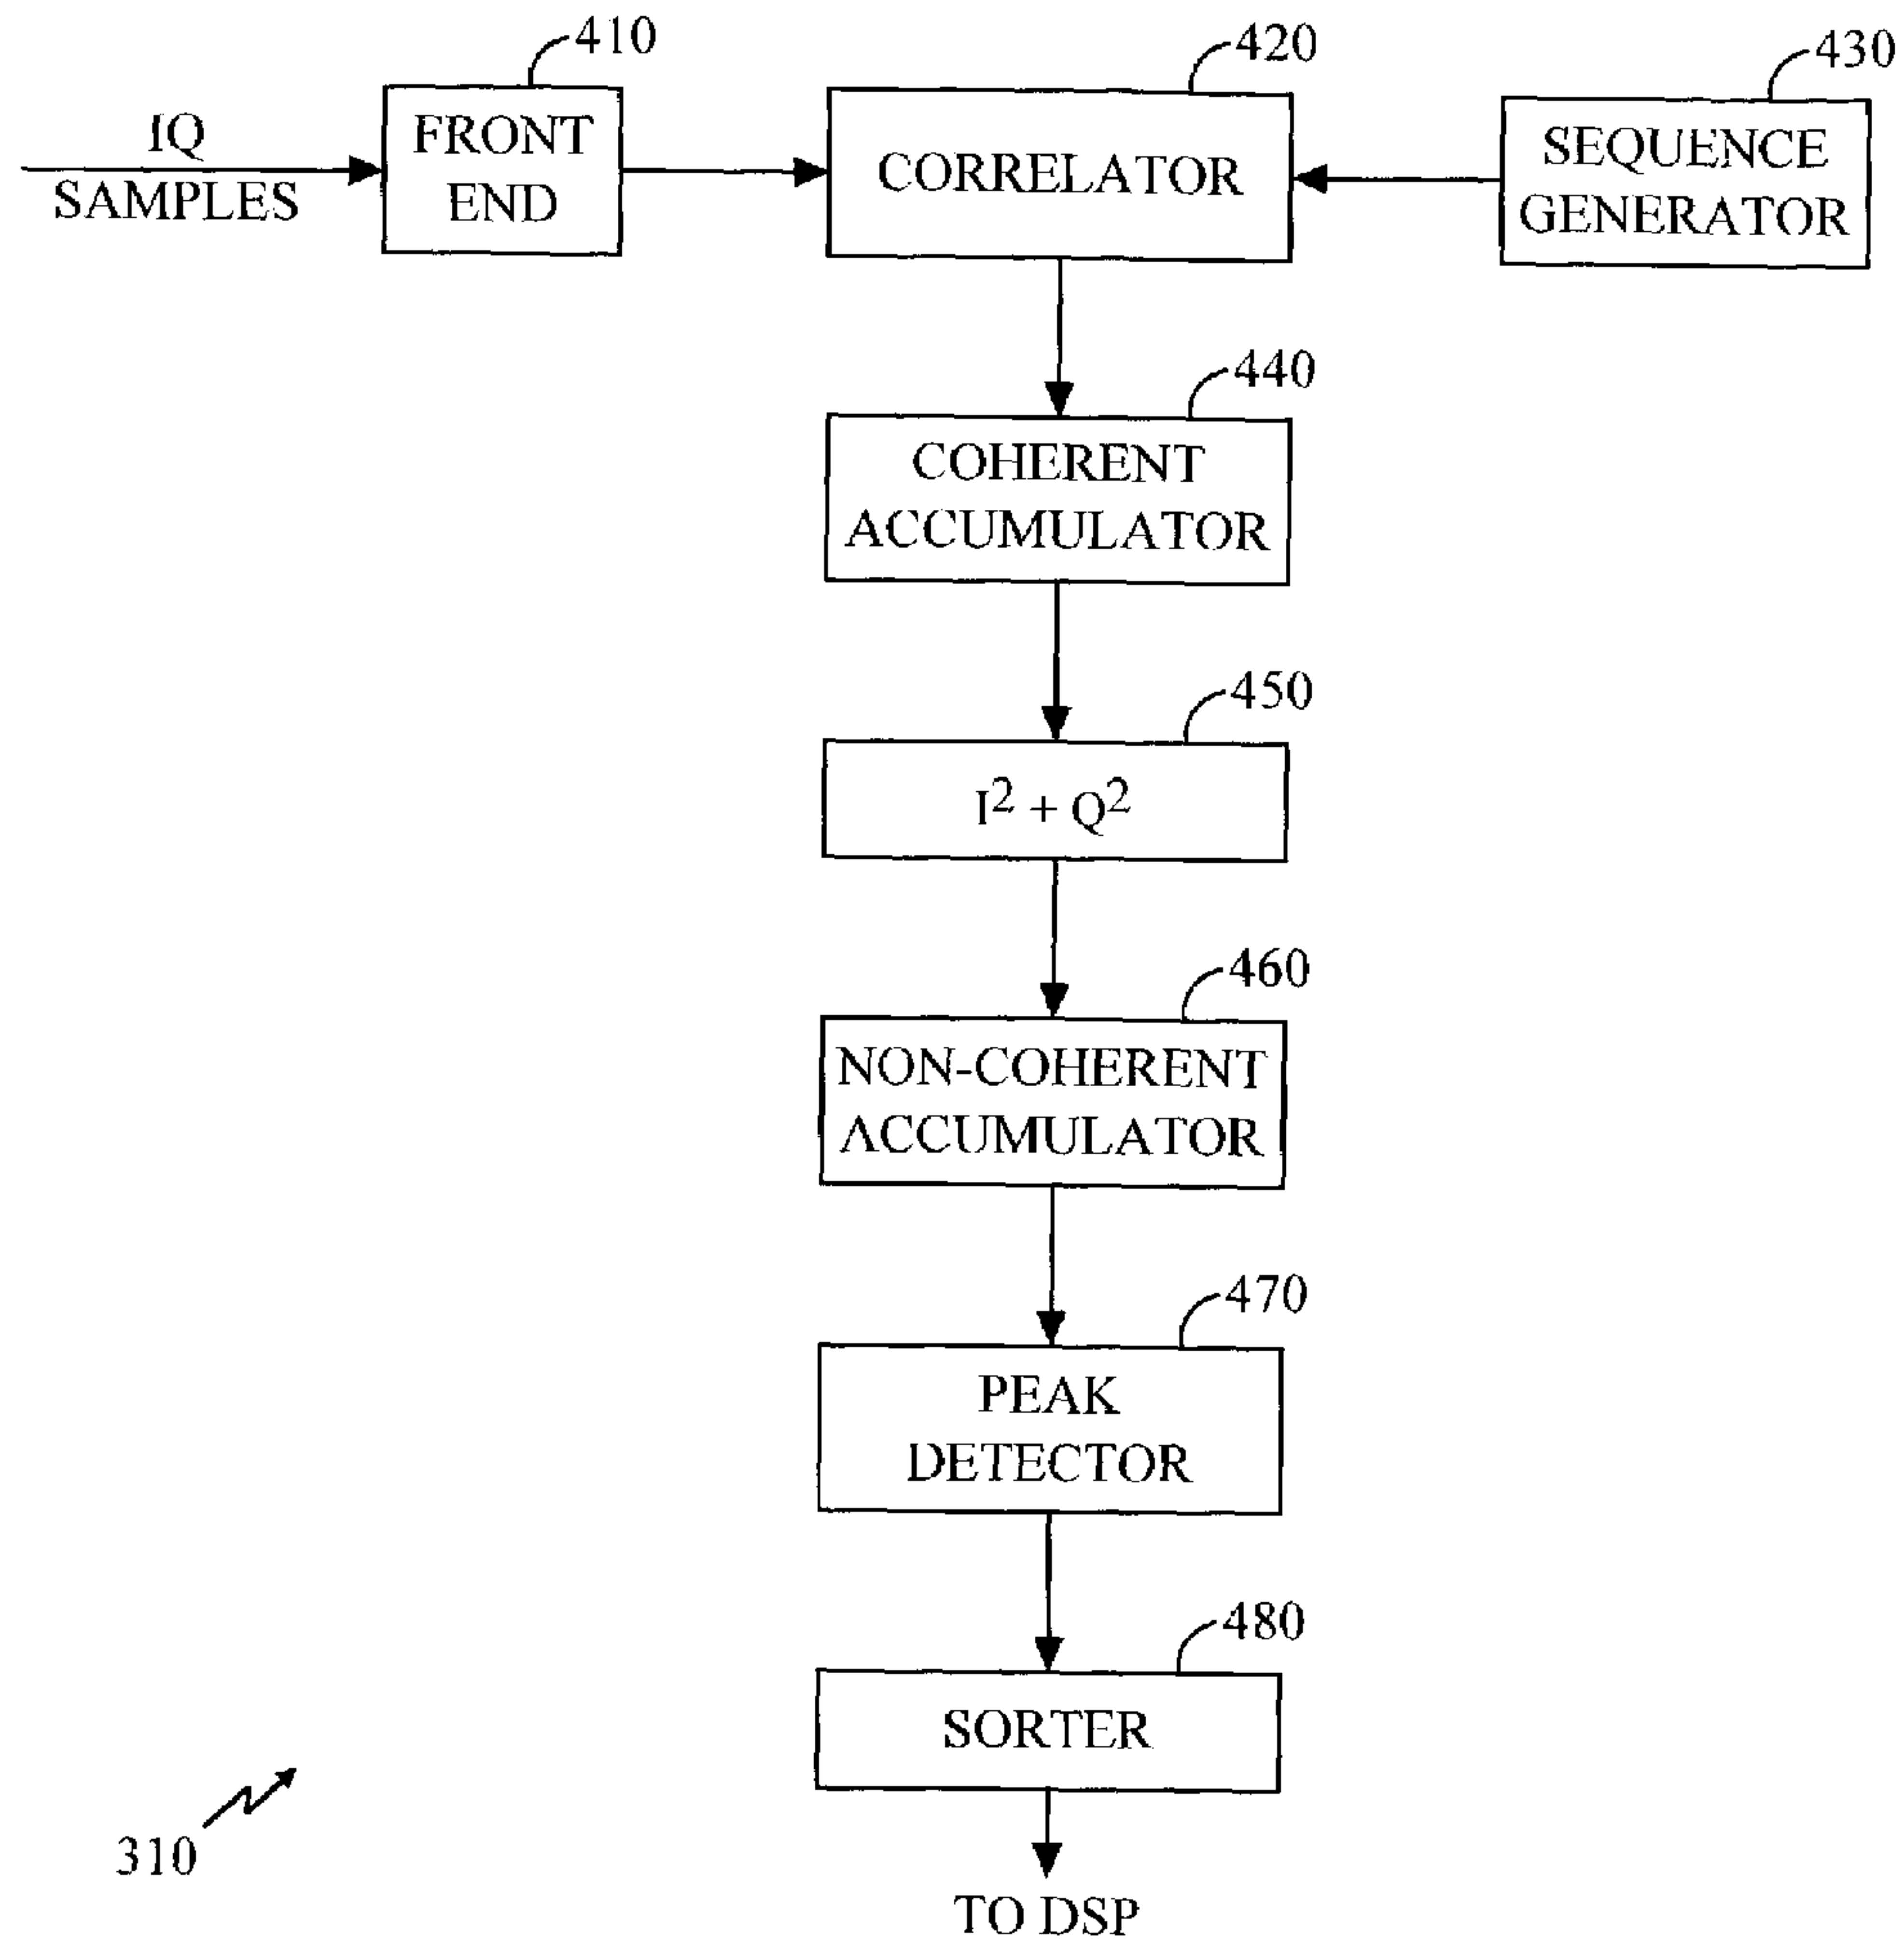 410
420
430
IQ
SAMPLES
FRONT
END
CORRELATOR
SEQUENCE
GENERATOR
440
COHERENT
ACCUMULATOR
450
I² + Q²
460
NON-COHERENT
ACCUMULATOR
470
PEAK
DETECTOR
480
SORTER
310
TO DSP